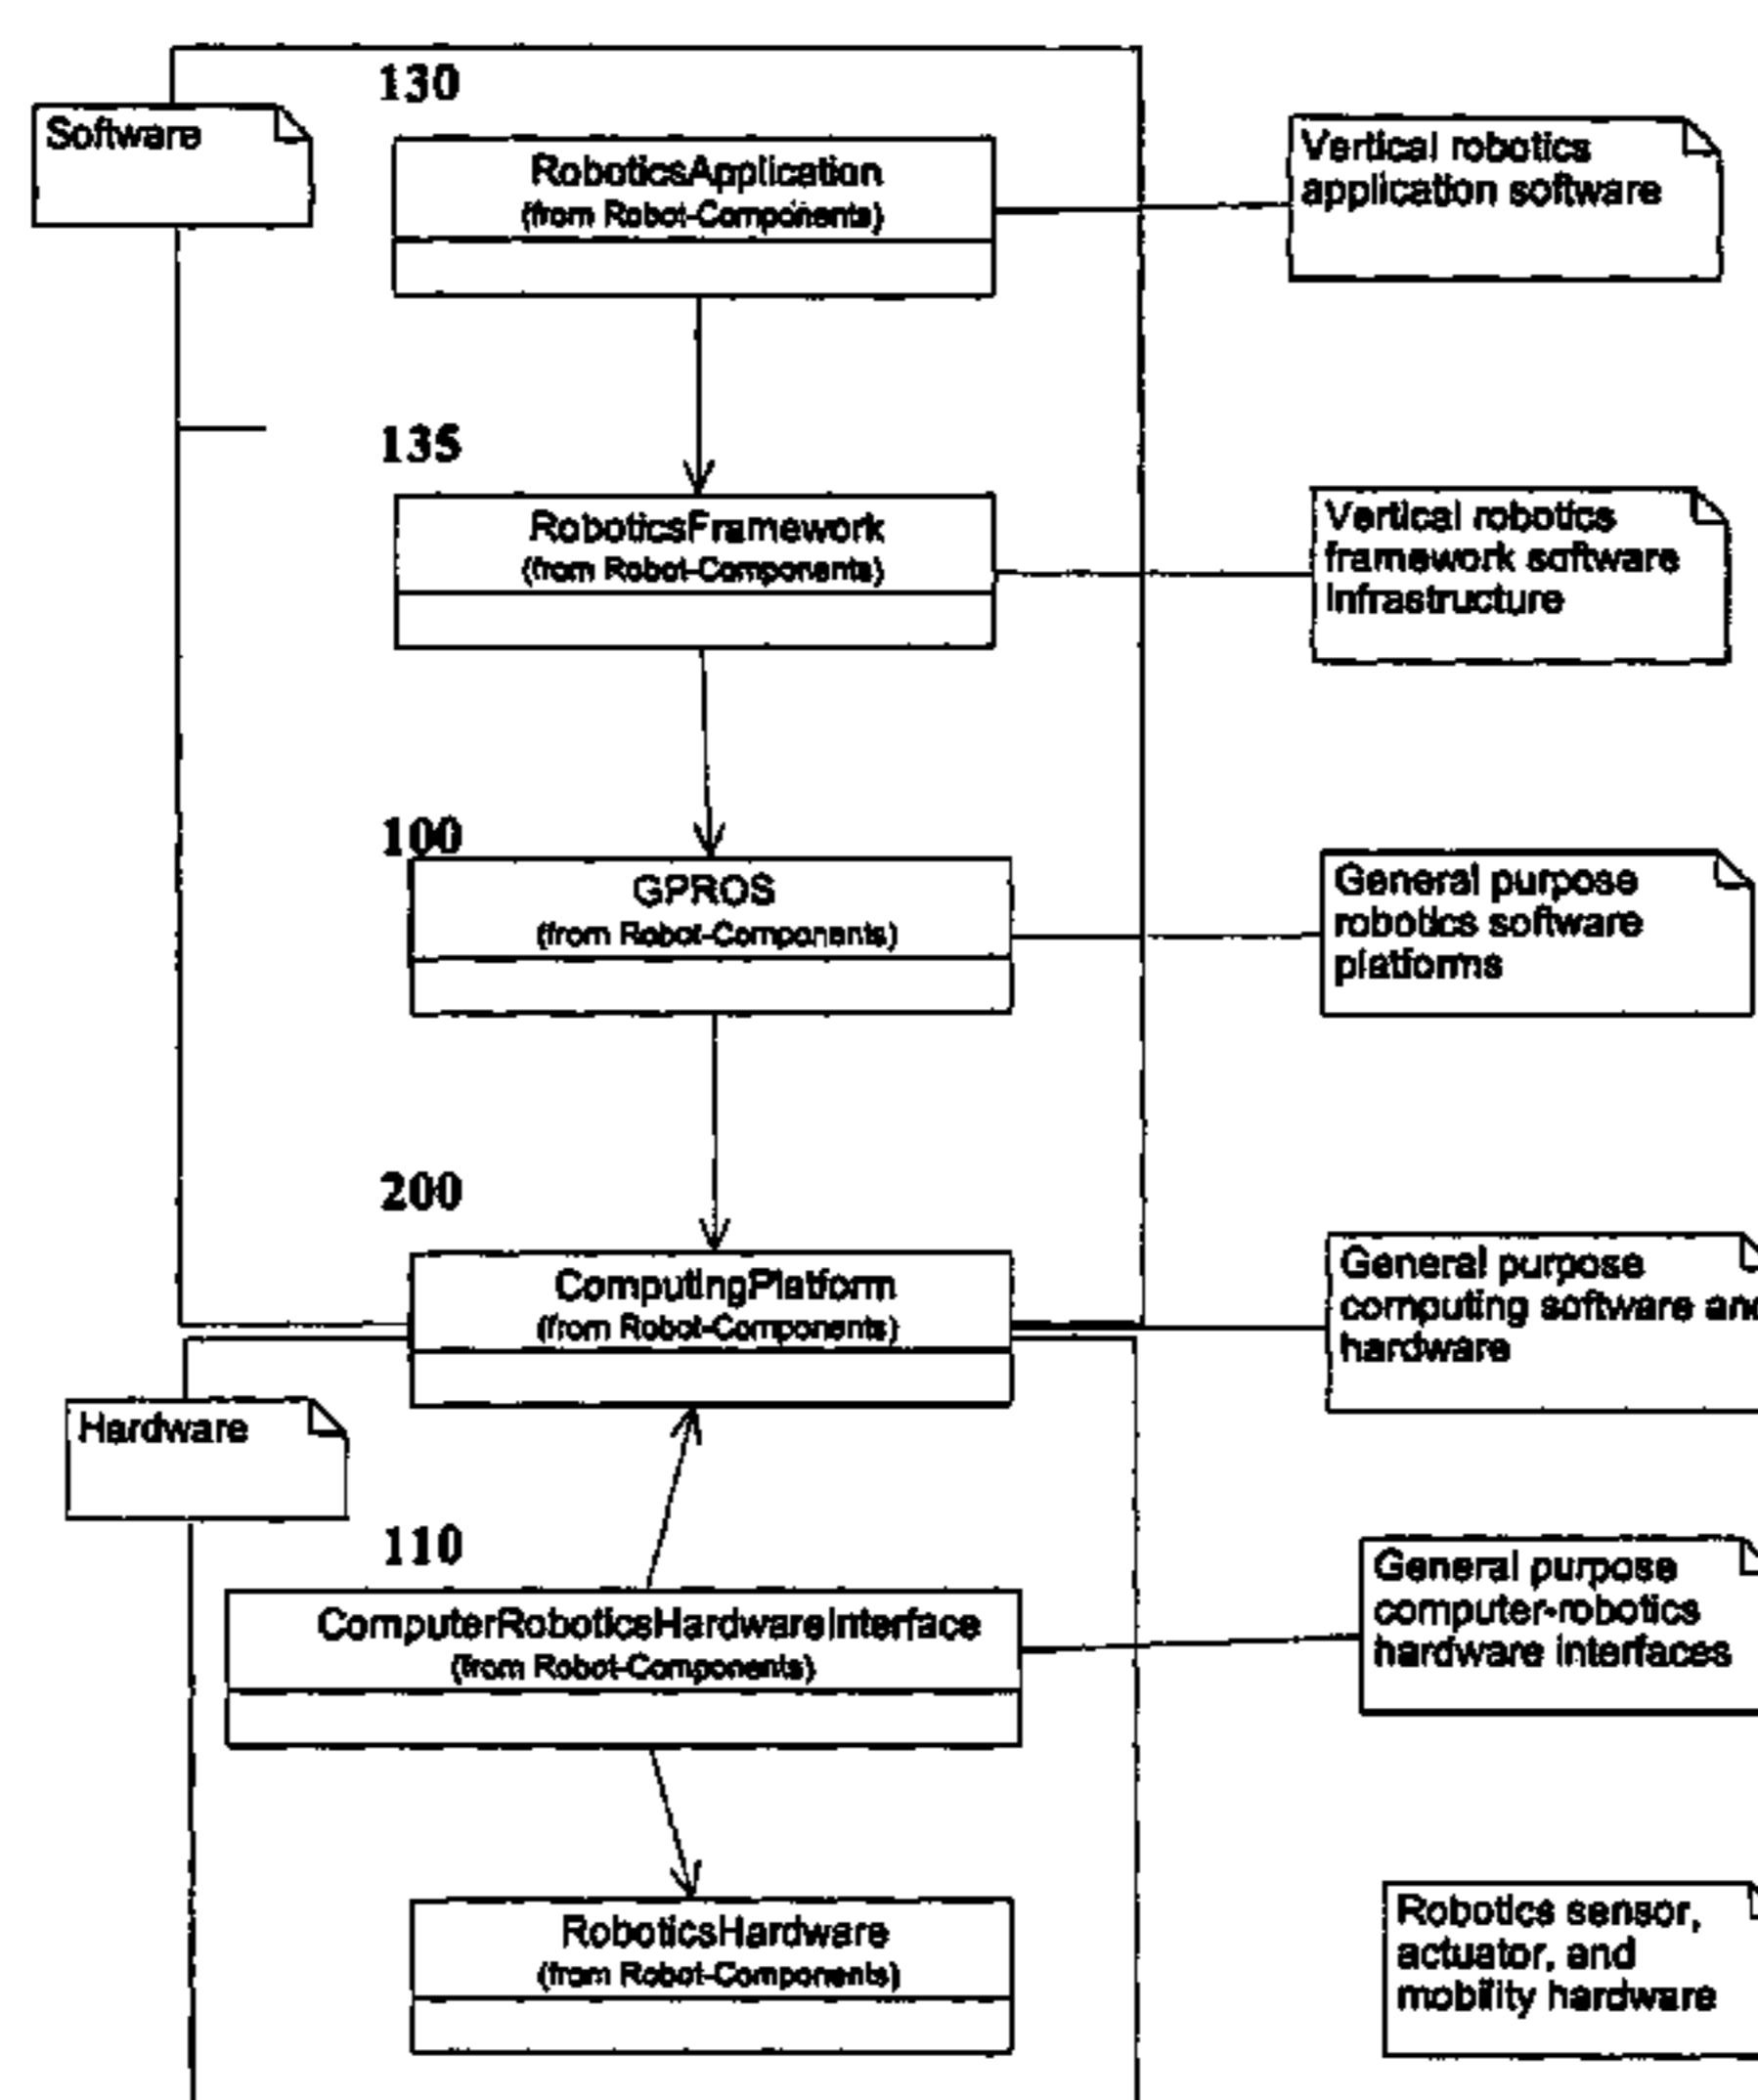 130
Software
RoboticsApplication
(from Robot-Components)
Vertical robotics
application software
135
RoboticsFramework
(from Robot-Components)
Vertical robotics
framework software
infrastructure
100
GPROS
(from Robot-Components)
General purpose
robotics software
platforms
200
ComputingPlatform
(from Robot-Components)
General purpose
computing software and
hardware
Hardware
110
ComputerRoboticsHardwareInterface
(from Robot-Components)
General purpose
computer-robotics
hardware interfaces
RoboticsHardware
(from Robot-Components)
Robotics sensor,
actuator, and
mobility hardware